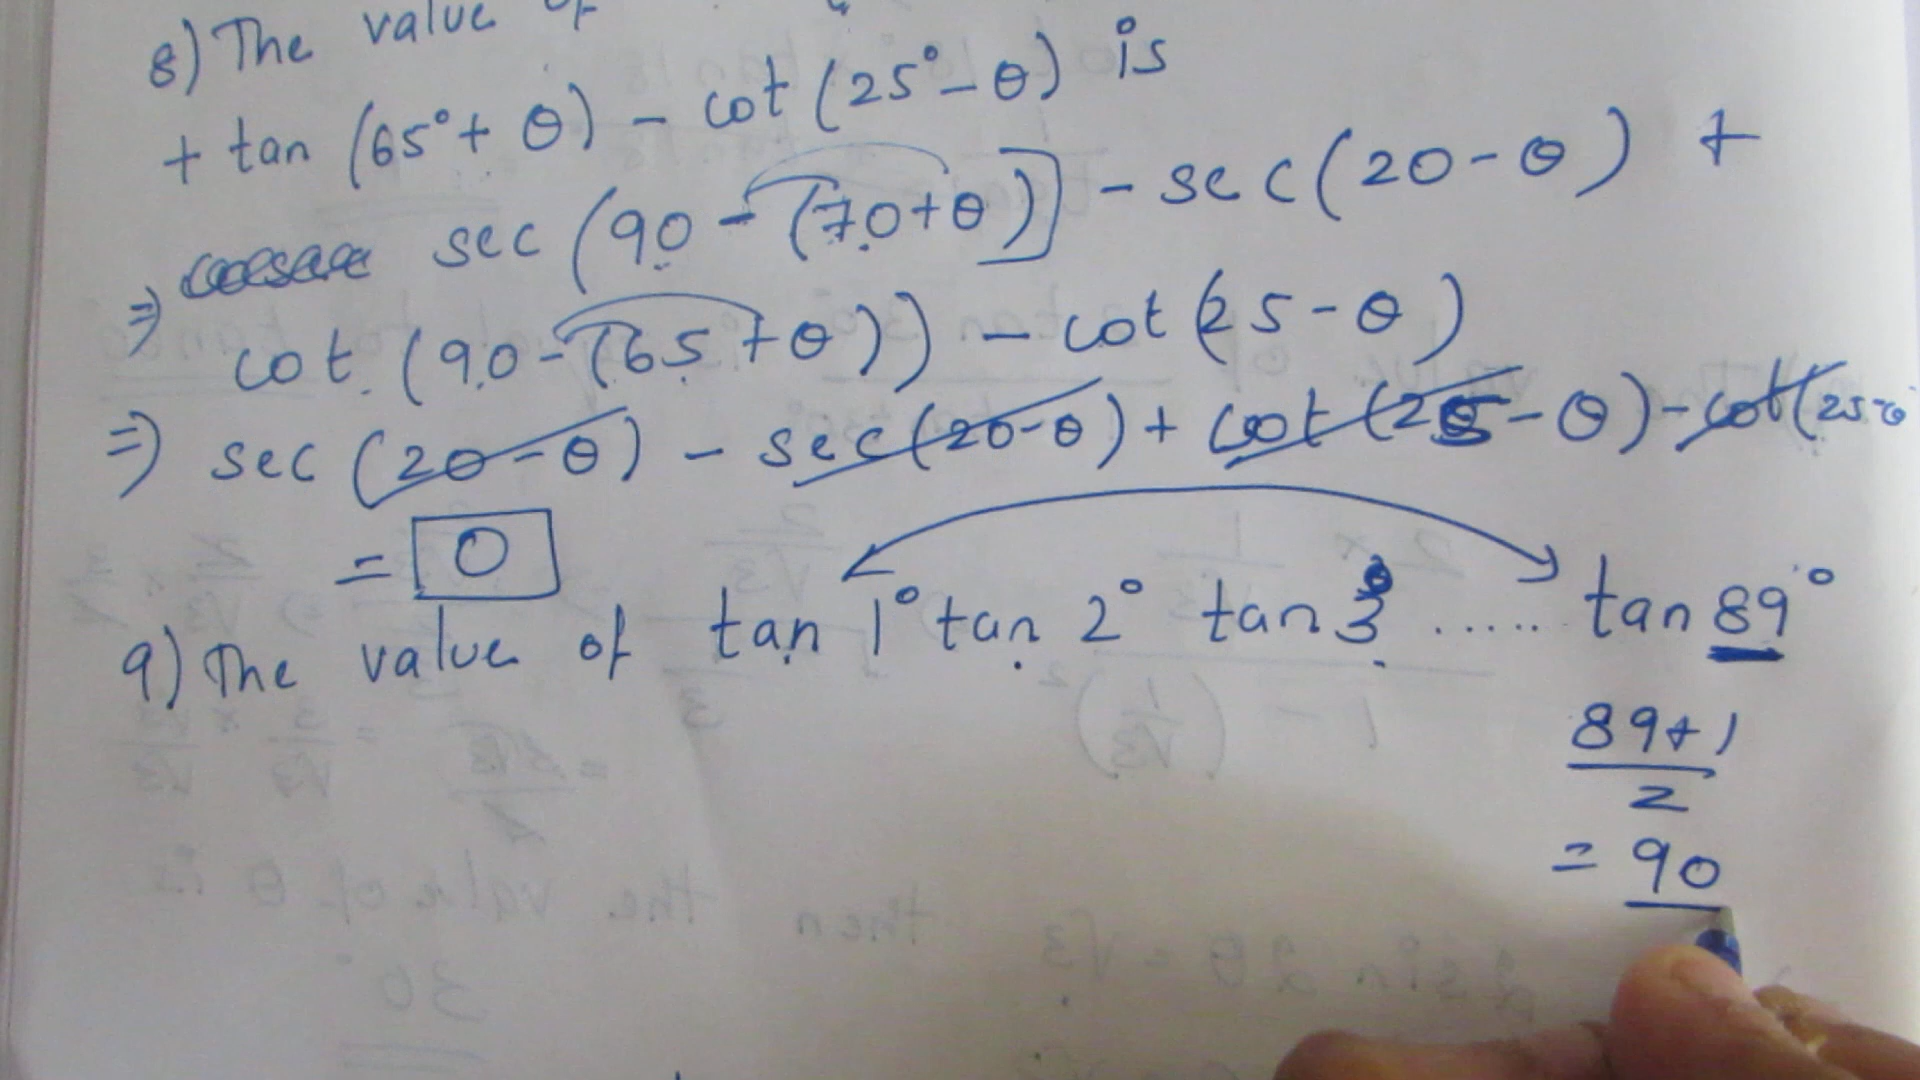 8) The value of
+ tan (65° + θ) - cot (25° - θ) is
⇒ sec (90 - (70+θ)] - sec (20 - θ) +
cot (90 - (65 + θ)) - cot (25 - θ)
⇒ sec (20 - θ) - sec (20-θ) + cot (25 - θ) - cot (25-θ
= 0
9) The value of tan 1° tan 2° tan 3° ...... tan 89°
89+1
2
= 90